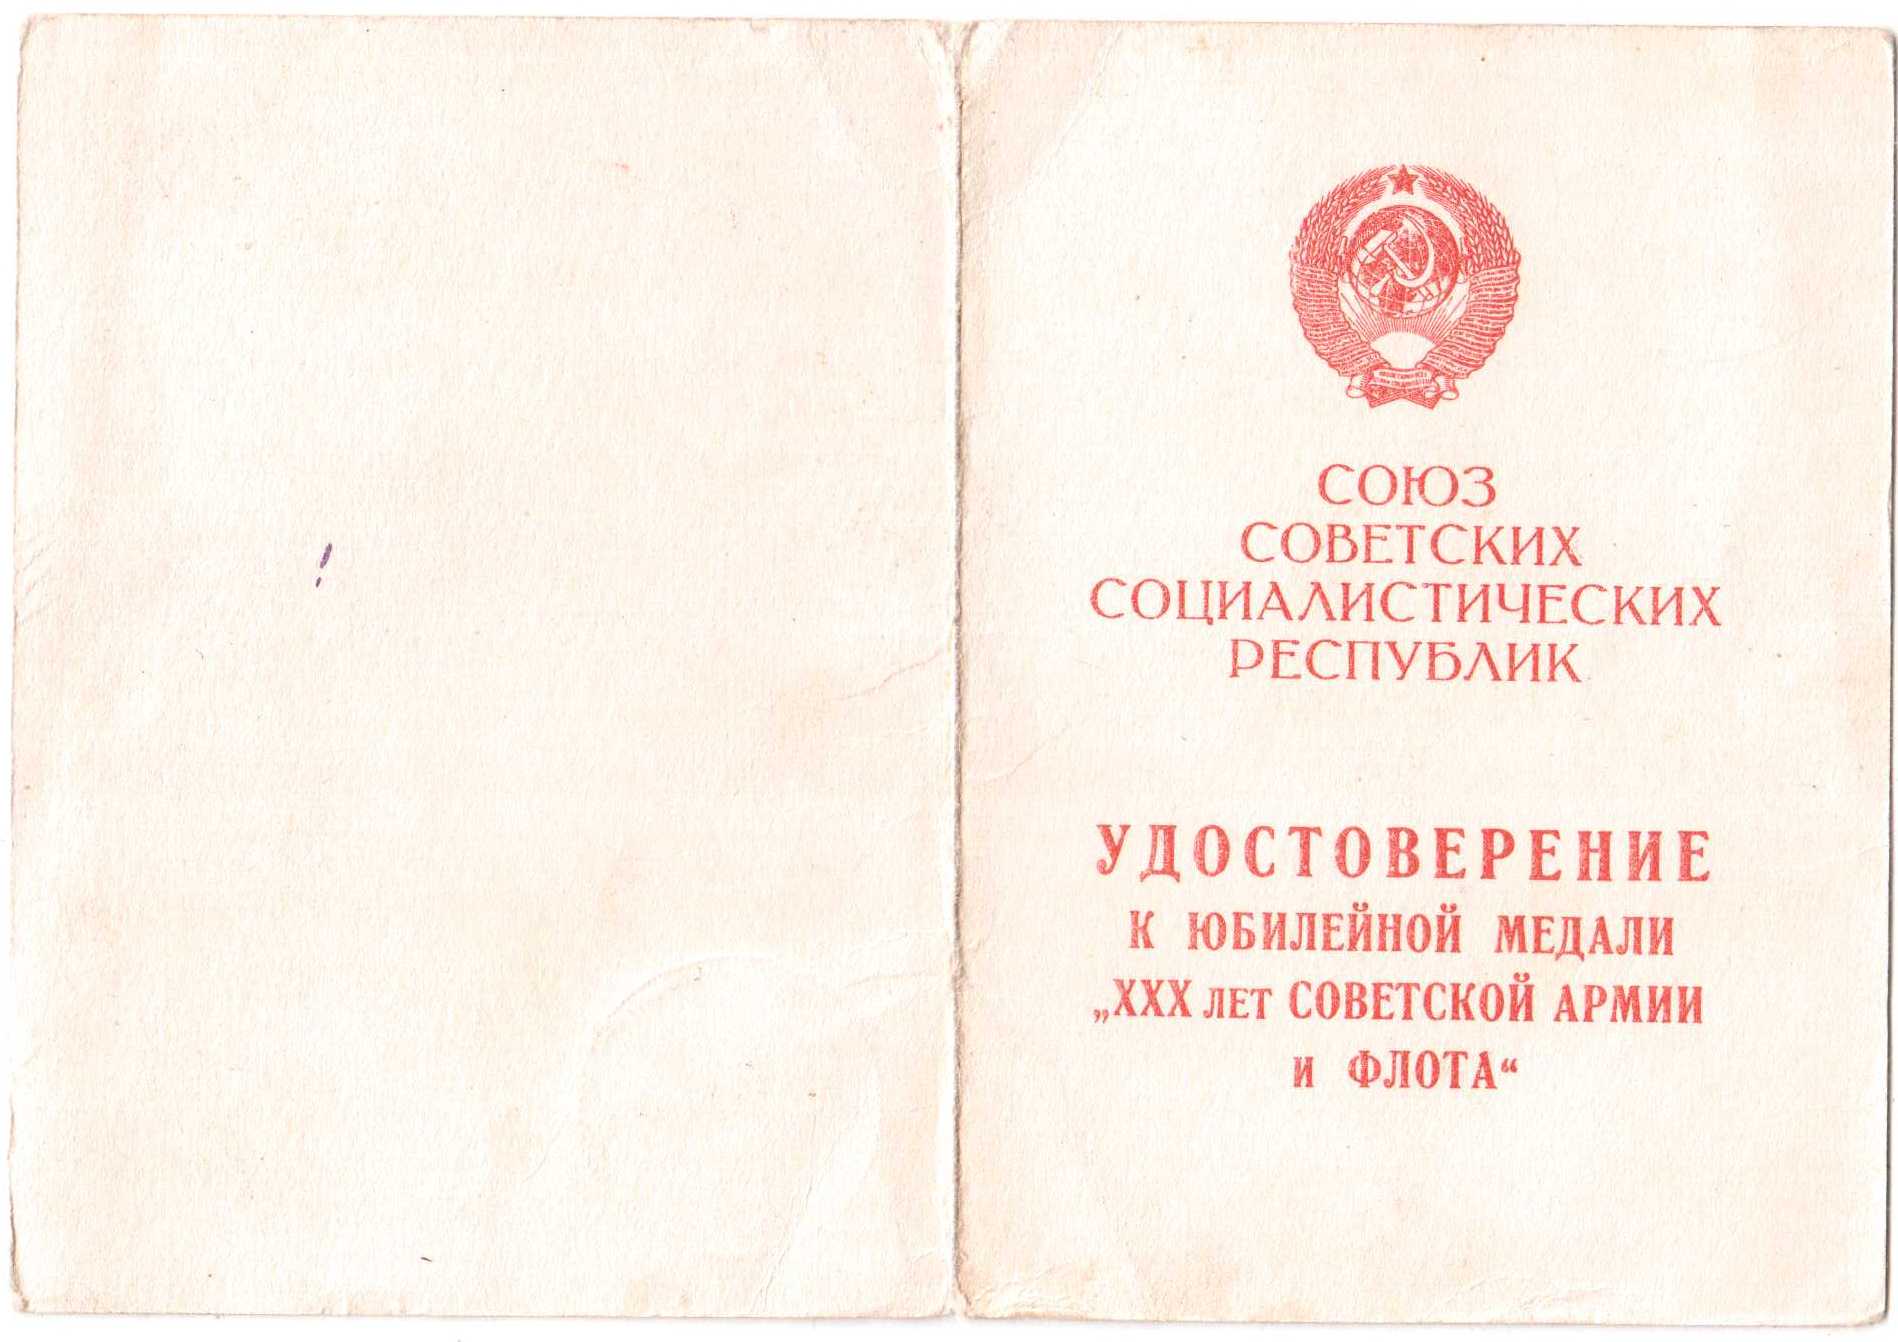 СОЮЗ
СОВЕТСКИХ
СОЦИАЛИСТИЧЕСКИХ
РЕСПУБЛИК
УДОСТОВЕРЕНИЕ
К ЮБИЛЕЙНОЙ МЕДАЛИ
„XXX ЛЕТ СОВЕТСКОЙ АРМИИ
И ФЛОТА“